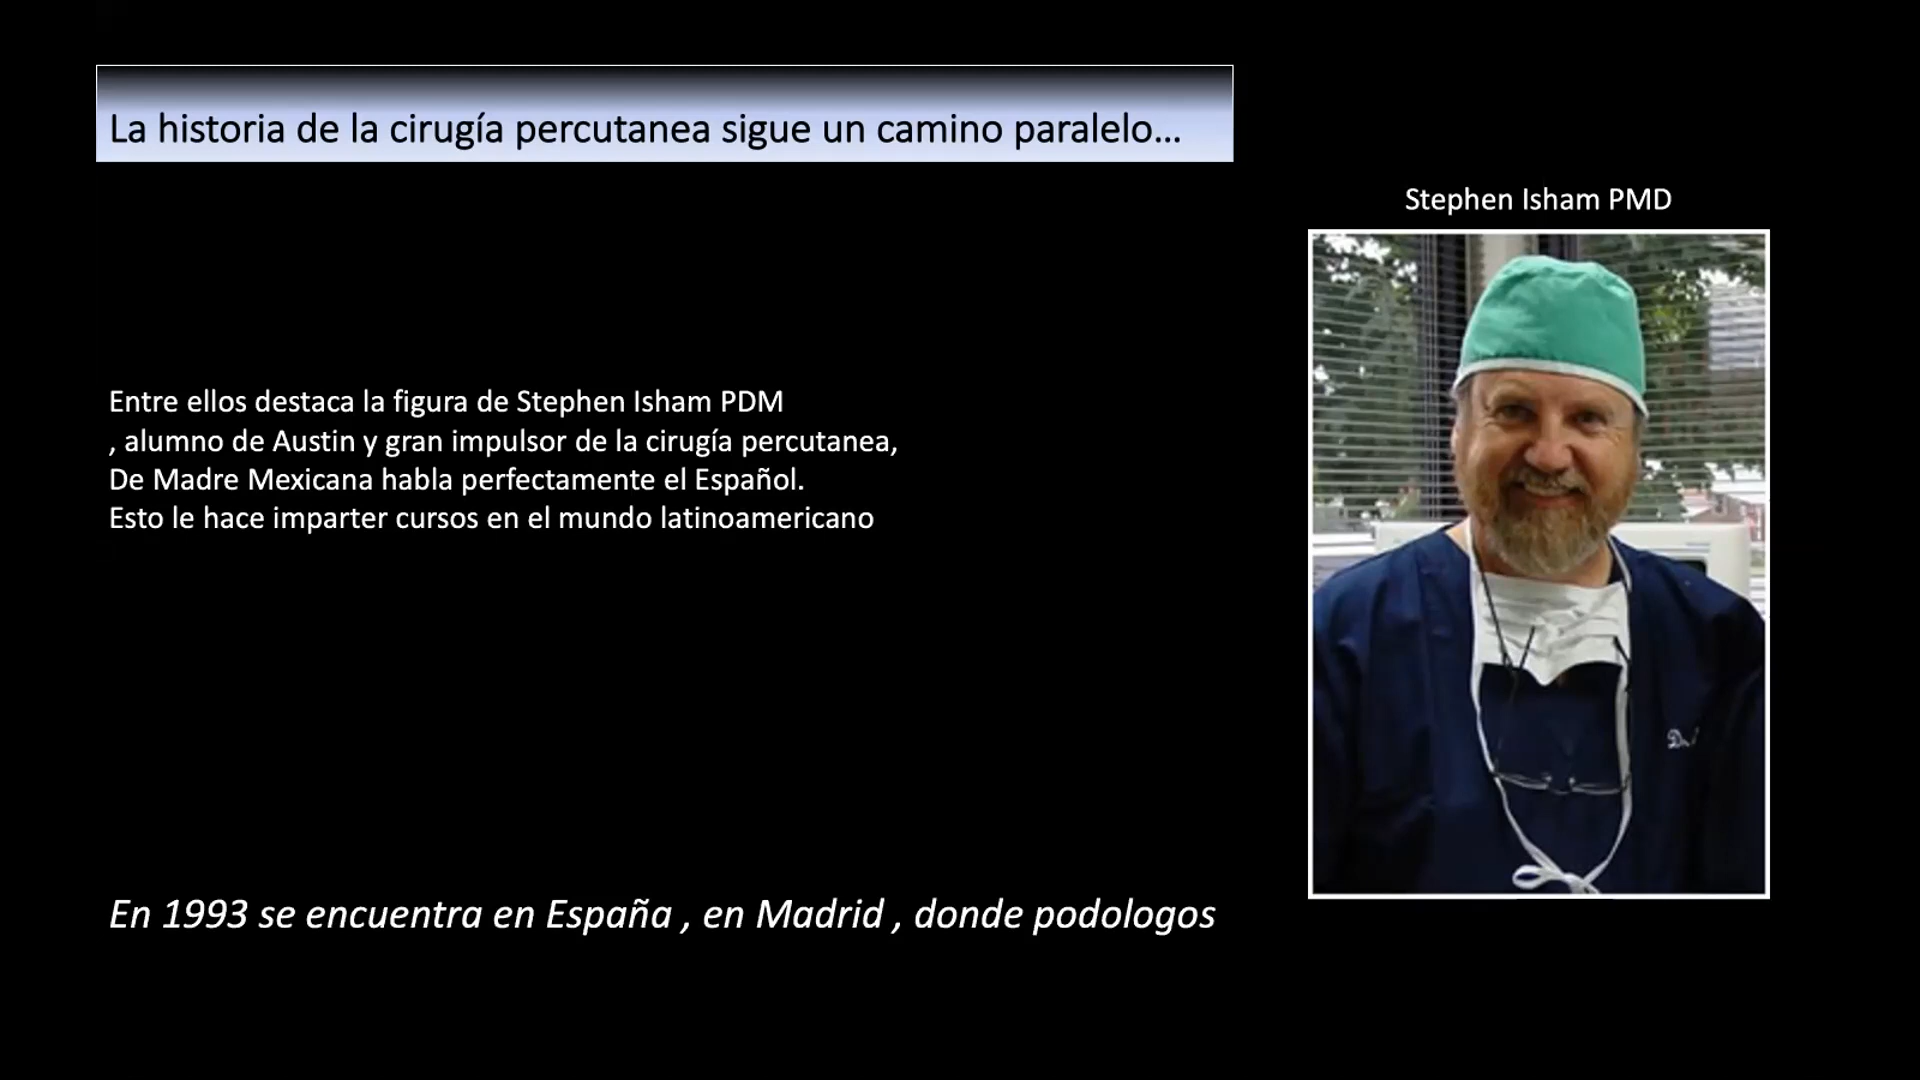 La historia de la cirugía percutanea sigue un camino paralelo...
Stephen Isham PMD
Entre ellos destaca la figura de Stephen Isham PDM
, alumno de Austin y gran impulsor de la cirugía percutanea,
De Madre Mexicana habla perfectamente el Español.
Esto le hace imparter cursos en el mundo latinoamericano
En 1993 se encuentra en España , en Madrid , donde podologos